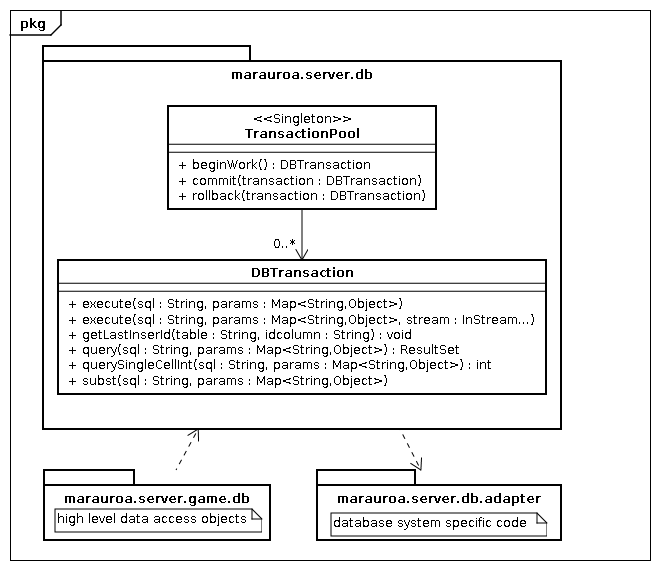 pkg
marauroa.server.db
<<Singleton>>
TransactionPool
+ beginWork() : DBTransaction
+ commit(transaction : DBTransaction)
+ rollback(transaction : DBTransaction)
0..*
DBTransaction
+ execute(sql : String, params : Map<String,Object>)
+ execute(sql : String, params : Map<String,Object>, stream : InStream...)
+ getLastInserId(table : String, idcolumn : String) : void
+ query(sql : String, params : Map<String,Object>) : ResultSet
+ querySingleCellInt(sql : String, params : Map<String,Object>) : int
+ subst(sql : String, params : Map<String,Object>)
marauroa.server.game.db
high level data access objects
marauroa.server.db.adapter
database system specific code